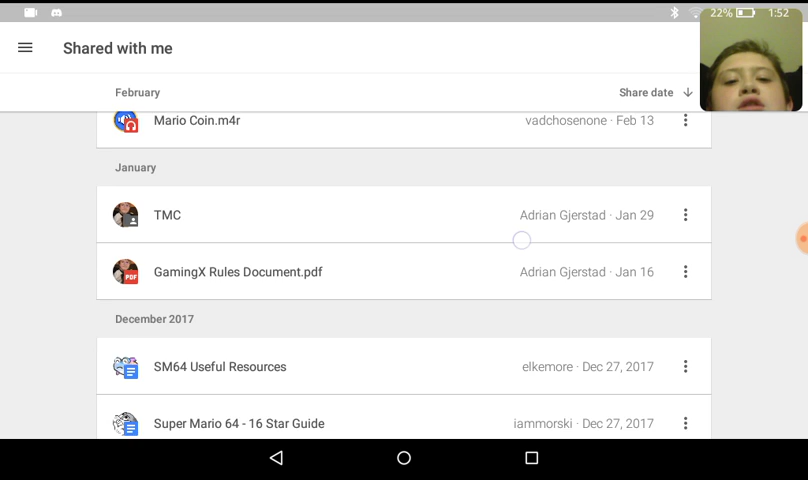 22% 1:52
Shared with me
February Share date
Mario Coin.m4r vadchosenone · Feb 13
January
TMC Adrian Gjerstad · Jan 29
PDF GamingX Rules Document.pdf Adrian Gjerstad · Jan 16
December 2017
SM64 Useful Resources elkemore · Dec 27, 2017
Super Mario 64 - 16 Star Guide iammorski · Dec 27, 2017